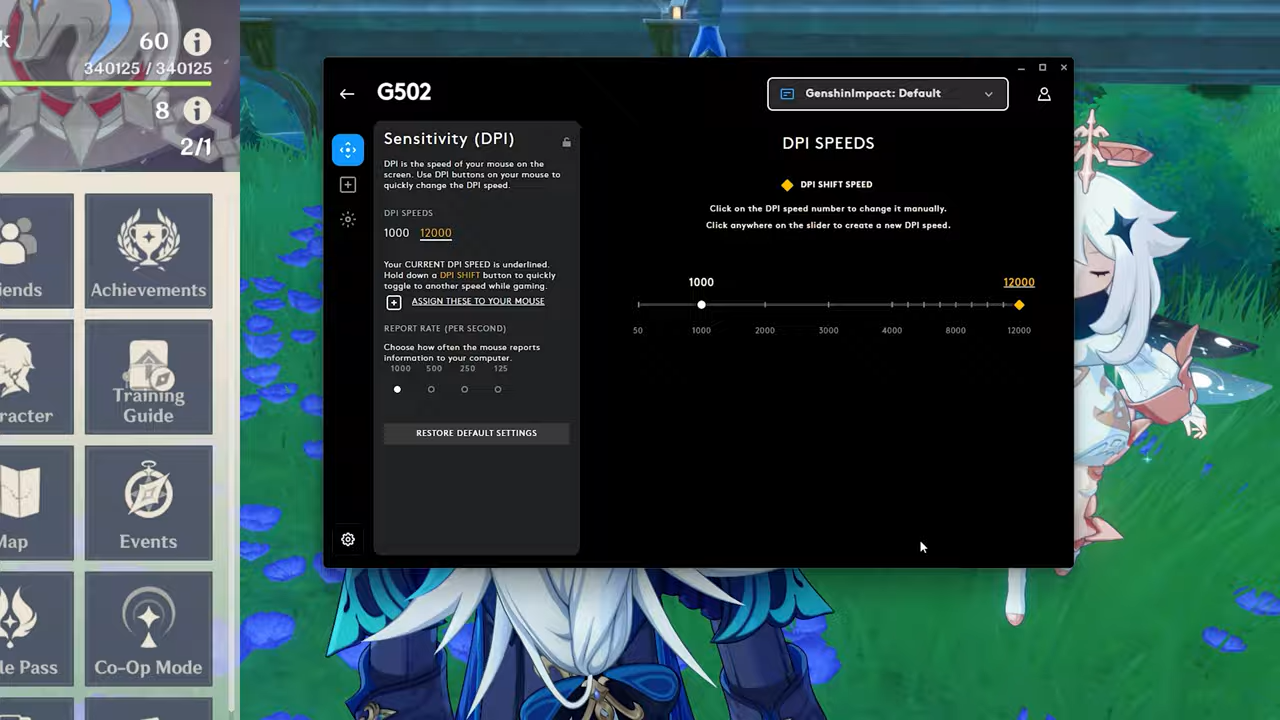 k
60
340125 / 340125
8
2/1
iends
Achievements
racter
Training
Guide
Map
Events
le Pass
Co-Op Mode
G502
GenshinImpact: Default
Sensitivity (DPI)
DPI is the speed of your mouse on the
screen. Use DPI buttons on your mouse to
quickly change the DPI speed.
DPI SPEEDS
1000 12000
Your CURRENT DPI SPEED is underlined.
Hold down a DPI SHIFT button to quickly
toggle to another speed while gaming.
ASSIGN THESE TO YOUR MOUSE
REPORT RATE (PER SECOND)
Choose how often the mouse reports
information to your computer.
1000 500 250 125
RESTORE DEFAULT SETTINGS
DPI SPEEDS
DPI SHIFT SPEED
Click on the DPI speed number to change it manually.
Click anywhere on the slider to create a new DPI speed.
1000 12000
50 1000 2000 3000 4000 8000 12000